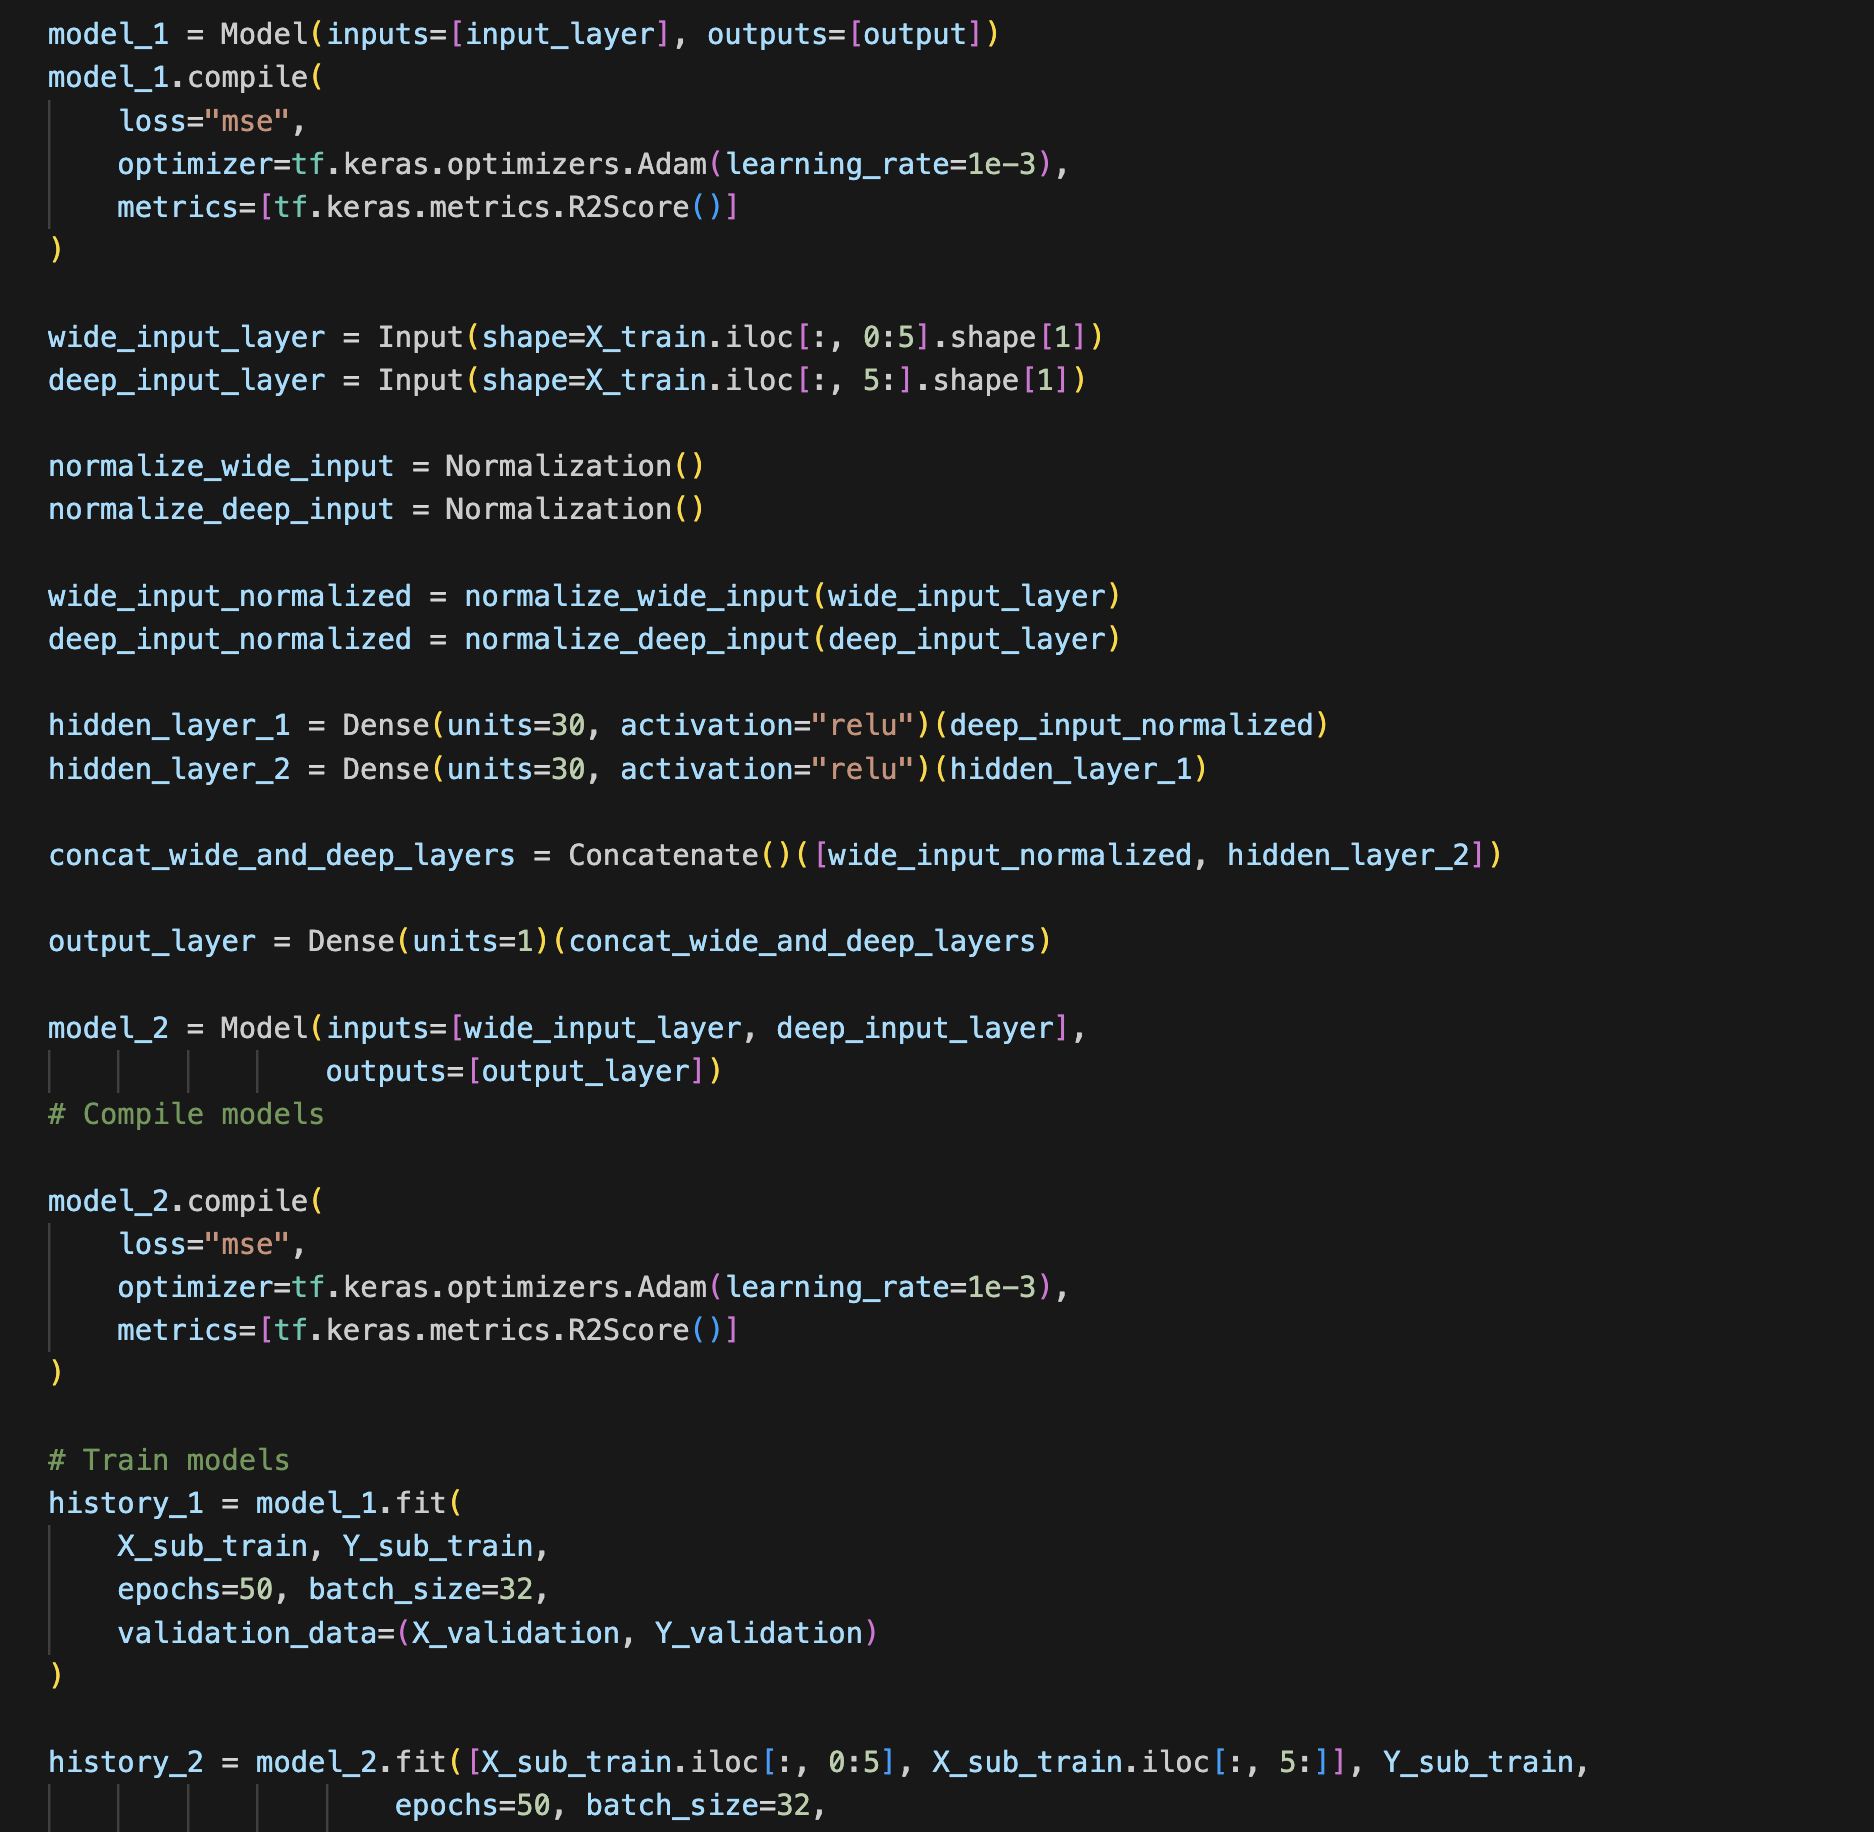 model_1 = Model(inputs=[input_layer], outputs=[output])
model_1.compile(
    loss="mse",
    optimizer=tf.keras.optimizers.Adam(learning_rate=1e-3),
    metrics=[tf.keras.metrics.R2Score()]
)

wide_input_layer = Input(shape=X_train.iloc[:, 0:5].shape[1])
deep_input_layer = Input(shape=X_train.iloc[:, 5:].shape[1])

normalize_wide_input = Normalization()
normalize_deep_input = Normalization()

wide_input_normalized = normalize_wide_input(wide_input_layer)
deep_input_normalized = normalize_deep_input(deep_input_layer)

hidden_layer_1 = Dense(units=30, activation="relu")(deep_input_normalized)
hidden_layer_2 = Dense(units=30, activation="relu")(hidden_layer_1)

concat_wide_and_deep_layers = Concatenate()([wide_input_normalized, hidden_layer_2])

output_layer = Dense(units=1)(concat_wide_and_deep_layers)

model_2 = Model(inputs=[wide_input_layer, deep_input_layer],
                outputs=[output_layer])
# Compile models

model_2.compile(
    loss="mse",
    optimizer=tf.keras.optimizers.Adam(learning_rate=1e-3),
    metrics=[tf.keras.metrics.R2Score()]
)

# Train models
history_1 = model_1.fit(
    X_sub_train, Y_sub_train,
    epochs=50, batch_size=32,
    validation_data=(X_validation, Y_validation)
)

history_2 = model_2.fit([X_sub_train.iloc[:, 0:5], X_sub_train.iloc[:, 5:]], Y_sub_train,
                    epochs=50, batch_size=32,